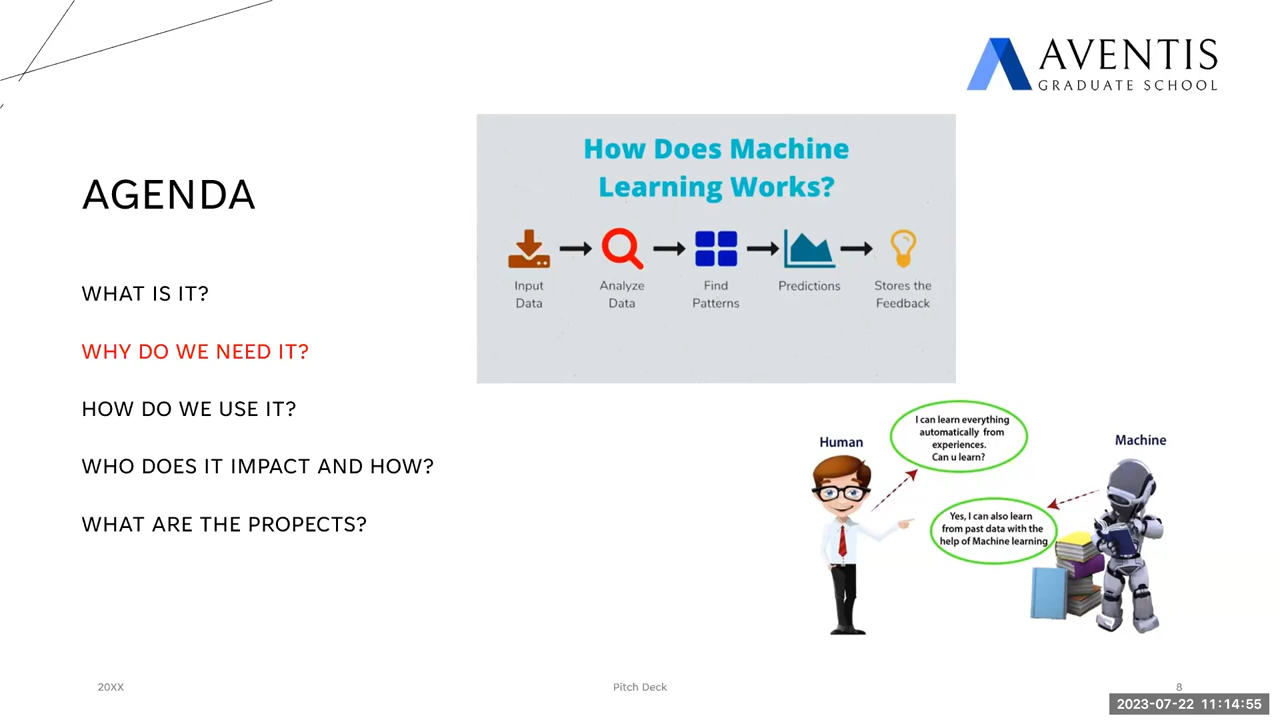 AVENTIS
GRADUATE SCHOOL
AGENDA
WHAT IS IT?
WHY DO WE NEED IT?
HOW DO WE USE IT?
WHO DOES IT IMPACT AND HOW?
WHAT ARE THE PROPECTS?
How Does Machine
Learning Works?
Input
Data
Analyze
Data
Find
Patterns
Predictions
Stores the
Feedback
Human
I can learn everything
automatically from
experiences.
Can u learn?
Machine
Yes, I can also learn
from past data with the
help of Machine learning
20XX
Pitch Deck
8
2023-07-22 11:14:55